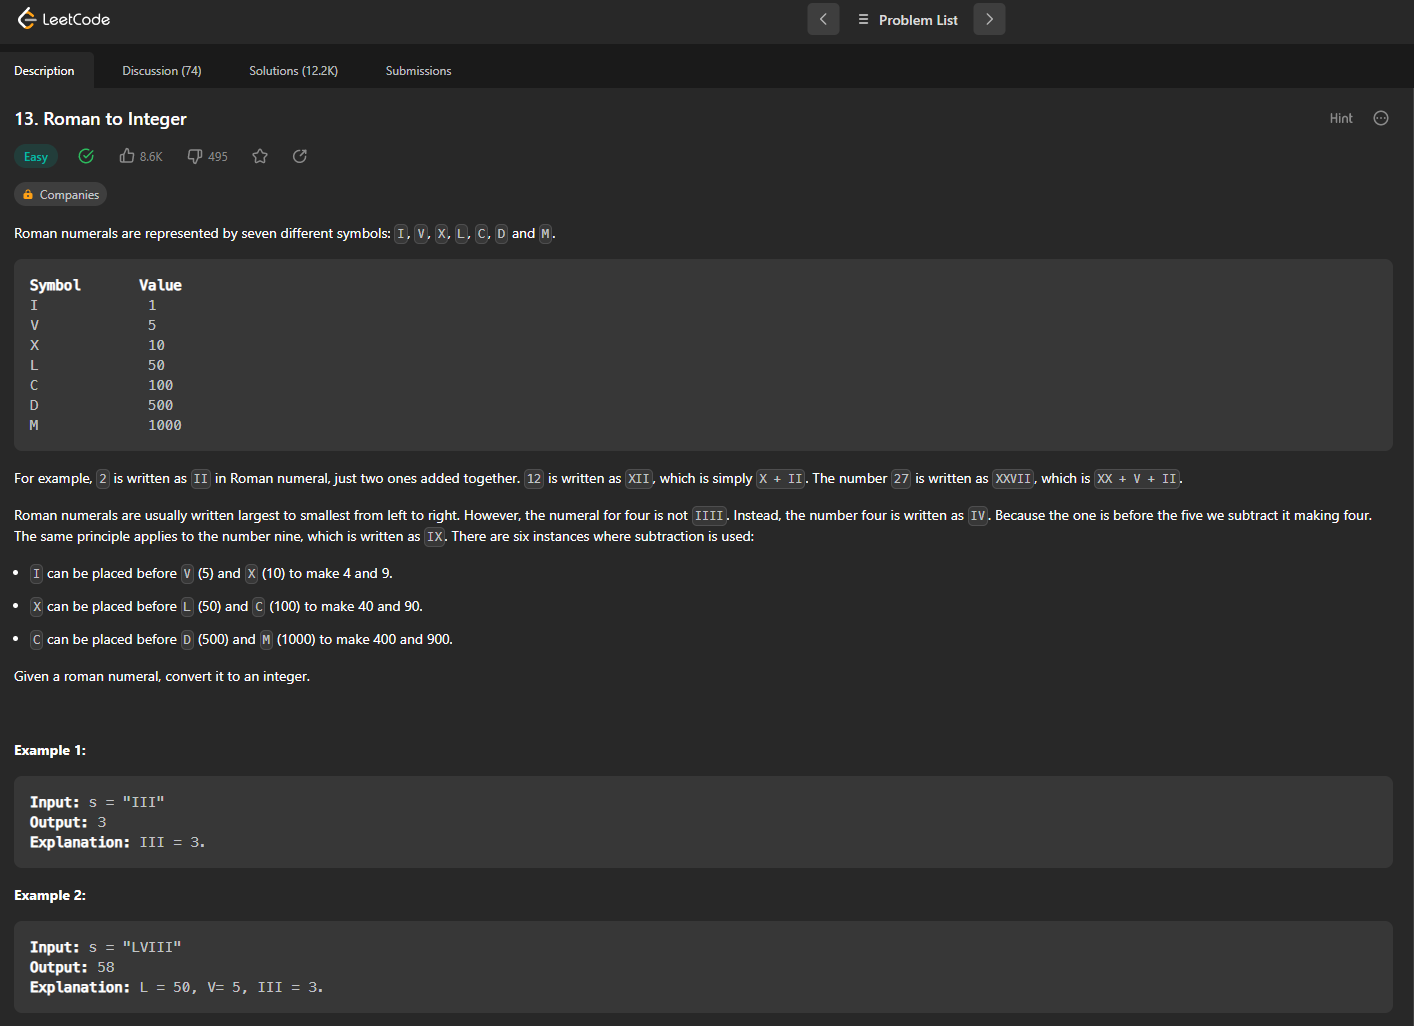 LeetCode
Problem List
Description Discussion (74) Solutions (12.2K) Submissions
13. Roman to Integer
Hint
Easy 8.6K 495
Companies
Roman numerals are represented by seven different symbols: I, V, X, L, C, D and M.
Symbol Value
I 1
V 5
X 10
L 50
C 100
D 500
M 1000
For example, 2 is written as II in Roman numeral, just two ones added together. 12 is written as XII, which is simply X + II. The number 27 is written as XXVII, which is XX + V + II.
Roman numerals are usually written largest to smallest from left to right. However, the numeral for four is not IIII. Instead, the number four is written as IV. Because the one is before the five we subtract it making four.
The same principle applies to the number nine, which is written as IX. There are six instances where subtraction is used:
• I can be placed before V (5) and X (10) to make 4 and 9.
• X can be placed before L (50) and C (100) to make 40 and 90.
• C can be placed before D (500) and M (1000) to make 400 and 900.
Given a roman numeral, convert it to an integer.
Example 1:
Input: s = "III"
Output: 3
Explanation: III = 3.
Example 2:
Input: s = "LVIII"
Output: 58
Explanation: L = 50, V= 5, III = 3.